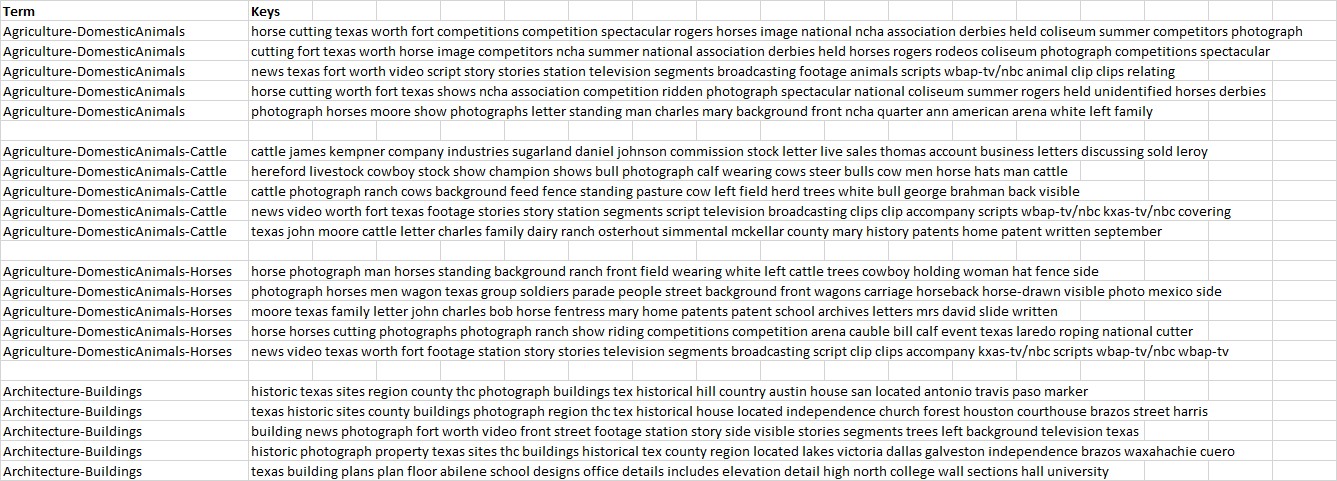 Term Keys
Agriculture-DomesticAnimals horse cutting texas worth fort competitions competition spectacular rogers horses image national ncha association derbies held coliseum summer competitors photograph
Agriculture-DomesticAnimals cutting fort texas worth horse image competitors ncha summer national association derbies held horses rogers rodeos coliseum photograph competitions spectacular
Agriculture-DomesticAnimals news texas fort worth video script story stories station television segments broadcasting footage animals scripts wbap-tv/nbc animal clip clips relating
Agriculture-DomesticAnimals horse cutting worth fort texas shows ncha association competition ridden photograph spectacular national coliseum summer rogers held unidentified horses derbies
Agriculture-DomesticAnimals photograph horses moore show photographs letter standing man charles mary background front ncha quarter ann american arena white left family
Agriculture-DomesticAnimals-Cattle cattle james kempner company industries sugarland daniel johnson commission stock letter live sales thomas account business letters discussing sold leroy
Agriculture-DomesticAnimals-Cattle hereford livestock cowboy stock show champion shows bull photograph calf wearing cows steer bulls cow men horse hats man cattle
Agriculture-DomesticAnimals-Cattle cattle photograph ranch cows background feed fence standing pasture cow left field herd trees white bull george brahman back visible
Agriculture-DomesticAnimals-Cattle news video worth fort texas footage stories story station segments script television broadcasting clips clip accompany scripts wbap-tv/nbc kxas-tv/nbc covering
Agriculture-DomesticAnimals-Cattle texas john moore cattle letter charles family dairy ranch osterhout simmental mckellar county mary history patents home patent written september
Agriculture-DomesticAnimals-Horses horse photograph man horses standing background ranch front field wearing white left cattle trees cowboy holding woman hat fence side
Agriculture-DomesticAnimals-Horses photograph horses men wagon texas group soldiers parade people street background front wagons carriage horseback horse-drawn visible photo mexico side
Agriculture-DomesticAnimals-Horses moore texas family letter john charles bob horse fentress mary home patents patent school archives letters mrs david slide written
Agriculture-DomesticAnimals-Horses horse horses cutting photographs photograph ranch show riding competitions competition arena cauble bill calf event texas laredo roping national cutter
Agriculture-DomesticAnimals-Horses news video texas worth fort footage station story stories television segments broadcasting script clip clips accompany kxas-tv/nbc scripts wbap-tv/nbc wbap-tv
Architecture-Buildings historic texas sites region county thc photograph buildings tex historical hill country austin house san located antonio travis paso marker
Architecture-Buildings texas historic sites county buildings photograph region thc tex historical house located independence church forest houston courthouse brazos street harris
Architecture-Buildings building news photograph fort worth video front street footage station story side visible stories segments trees left background television texas
Architecture-Buildings historic photograph property texas sites thc buildings historical tex county region located lakes victoria dallas galveston independence brazos waxahachie cuero
Architecture-Buildings texas building plans plan floor abilene school designs office details includes elevation detail high north college wall sections hall university